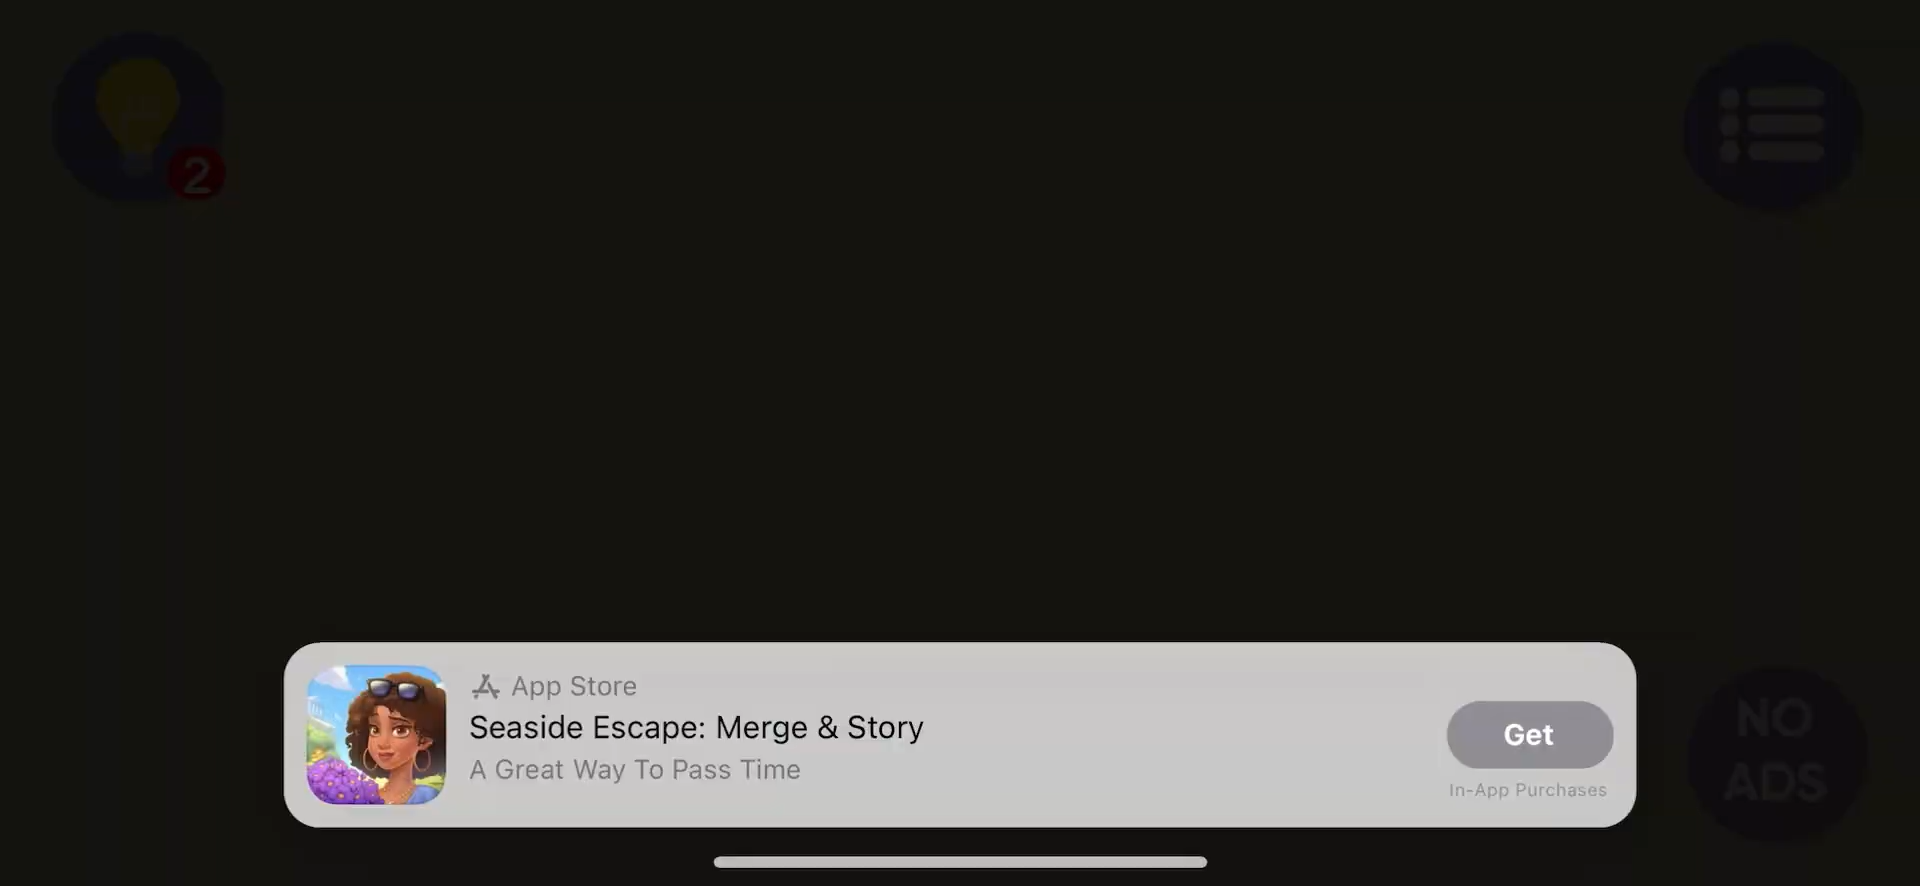 2
App Store
Seaside Escape: Merge & Story
A Great Way To Pass Time
Get
In-App Purchases
NO
ADS